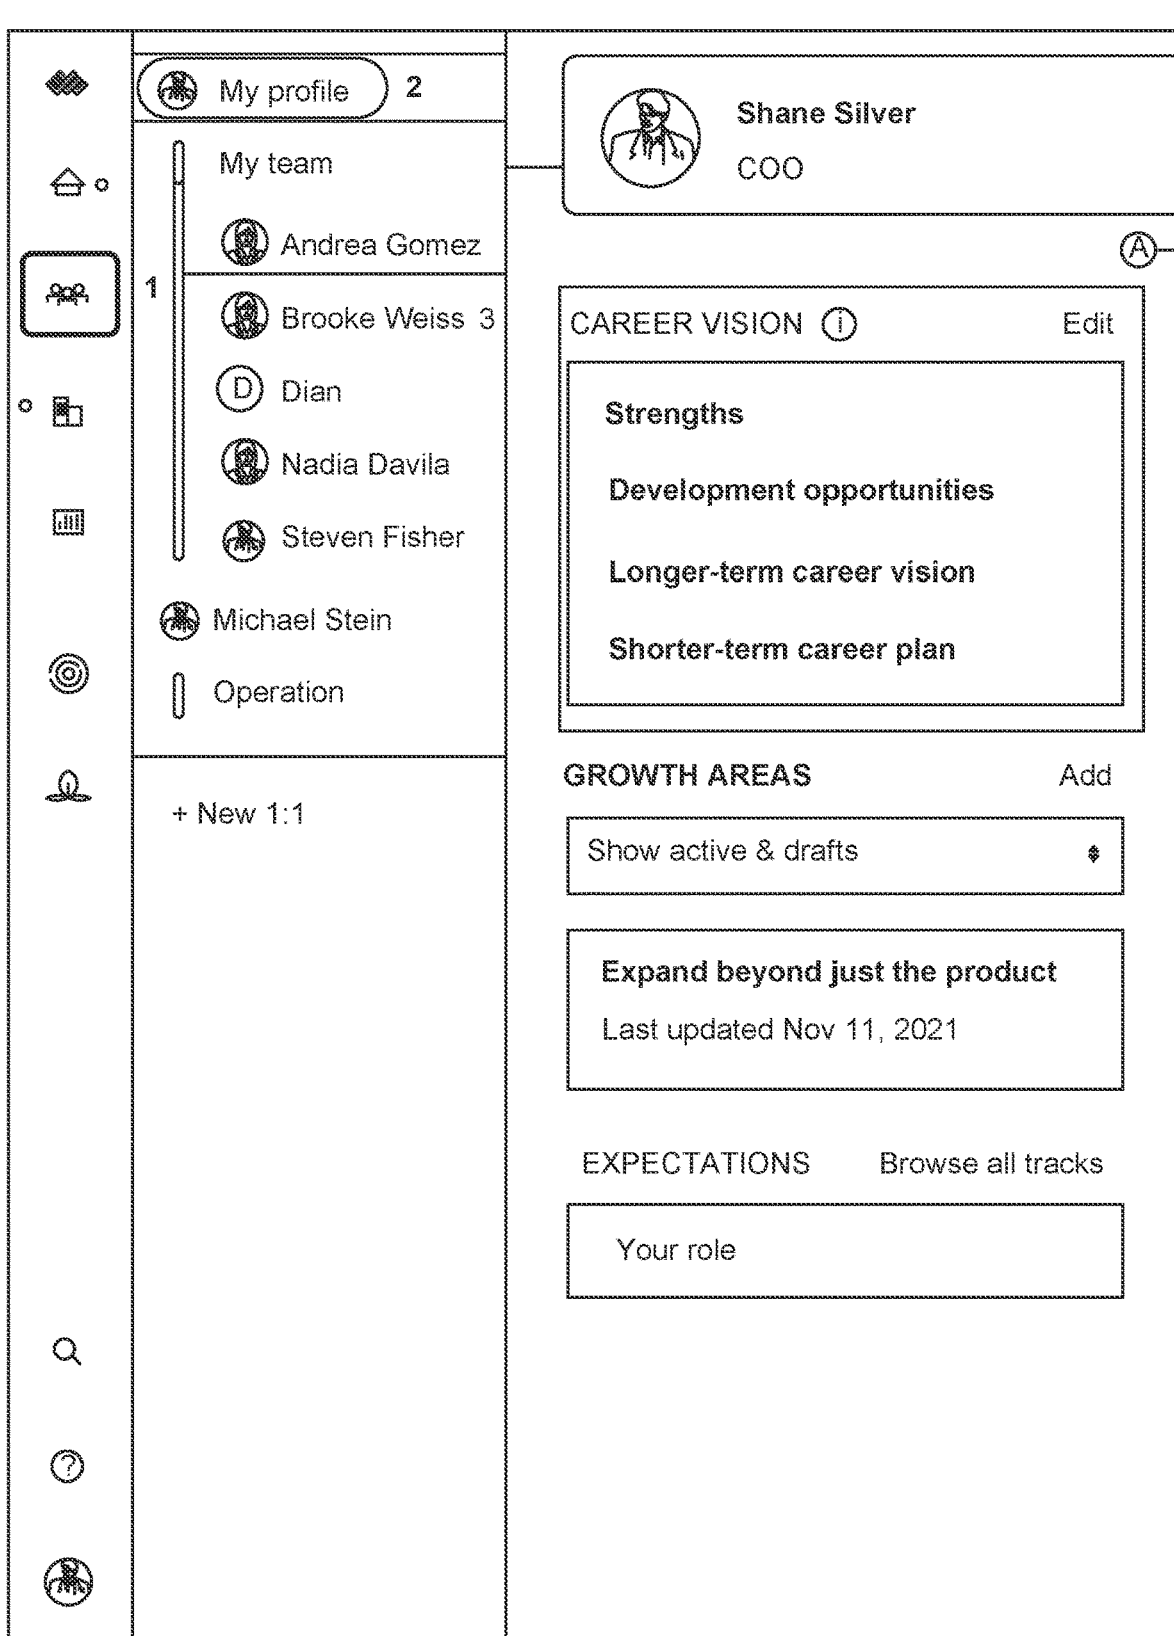 My profile 2
My team
Andrea Gomez
1
Brooke Weiss 3
D Dian
Nadia Davila
Steven Fisher
Michael Stein
Operation
+ New 1:1
?
Shane Silver
COO
A
CAREER VISION i Edit
Strengths
Development opportunities
Longer-term career vision
Shorter-term career plan
GROWTH AREAS Add
Show active & drafts
Expand beyond just the product
Last updated Nov 11, 2021
EXPECTATIONS Browse all tracks
Your role